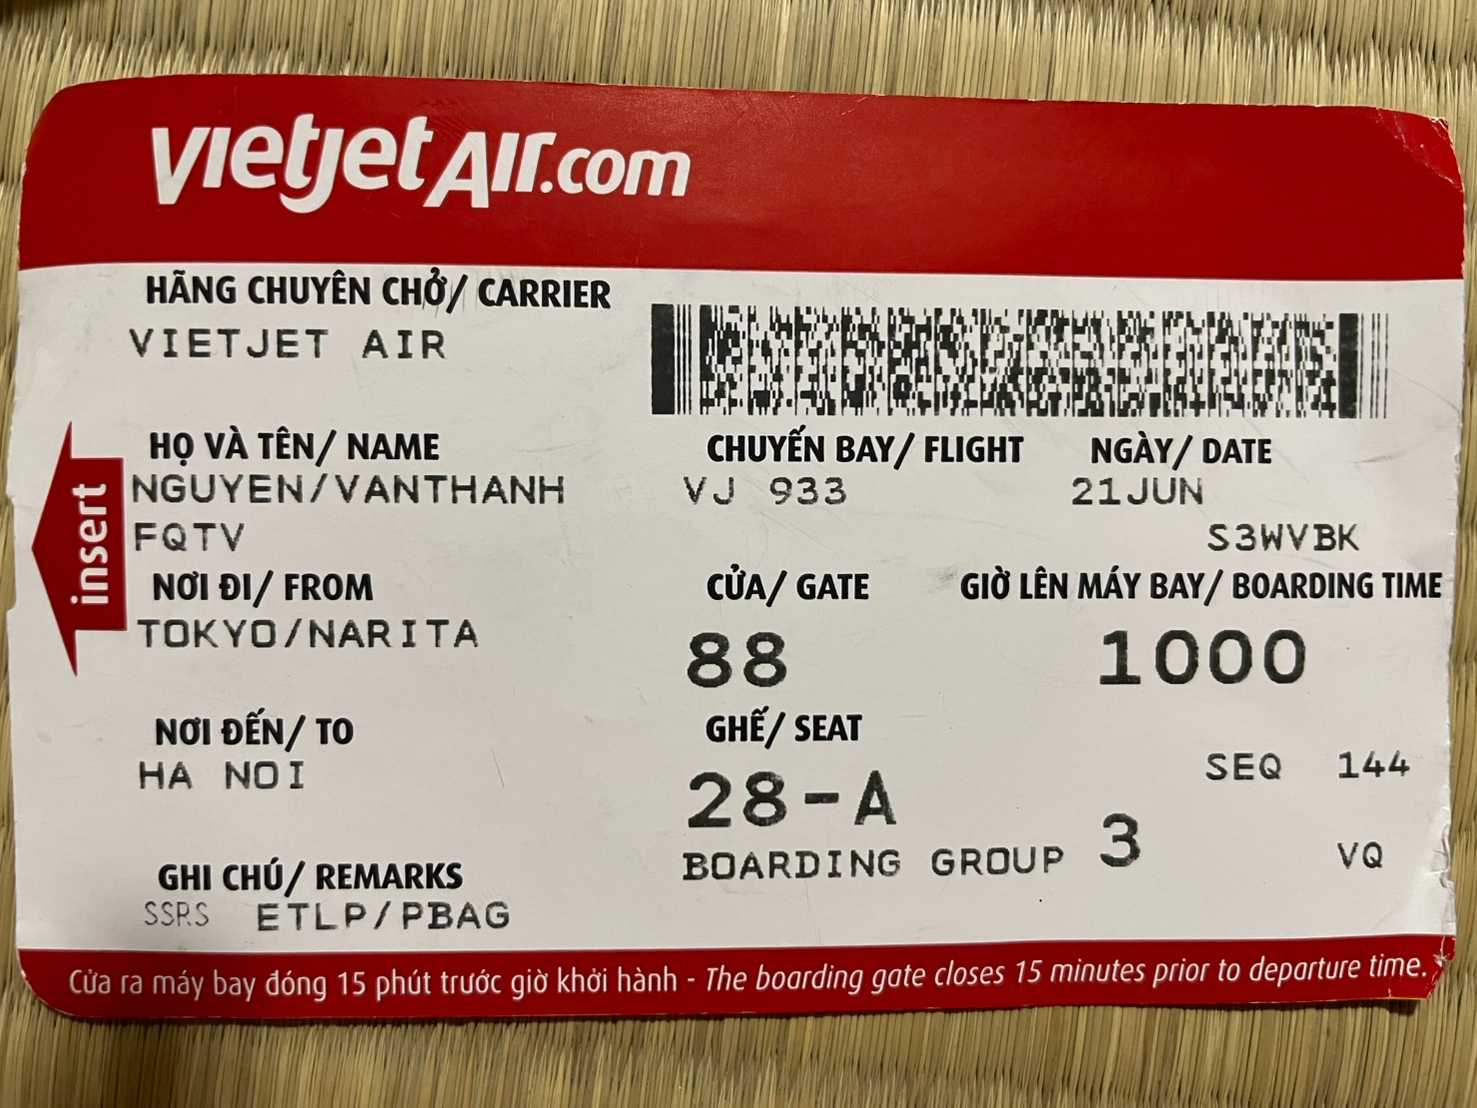 vietjetAir.com
HÃNG CHUYÊN CHỞ/ CARRIER
VIETJET AIR
HỌ VÀ TÊN/ NAME
NGUYEN/VANTHANH
FQTV
CHUYẾN BAY/ FLIGHT
VJ 933
NGÀY/ DATE
21JUN
S3WVBK
insert
NƠI ĐI/ FROM
TOKYO/NARITA
CỬA/ GATE
88
GIỜ LÊN MÁY BAY/ BOARDING TIME
1000
NƠI ĐẾN/ TO
HA NOI
GHẾ/ SEAT
28-A
SEQ 144
BOARDING GROUP 3
VQ
GHI CHÚ/ REMARKS
SSRS ETLP/PBAG
Cửa ra máy bay đóng 15 phút trước giờ khởi hành - The boarding gate closes 15 minutes prior to departure time.